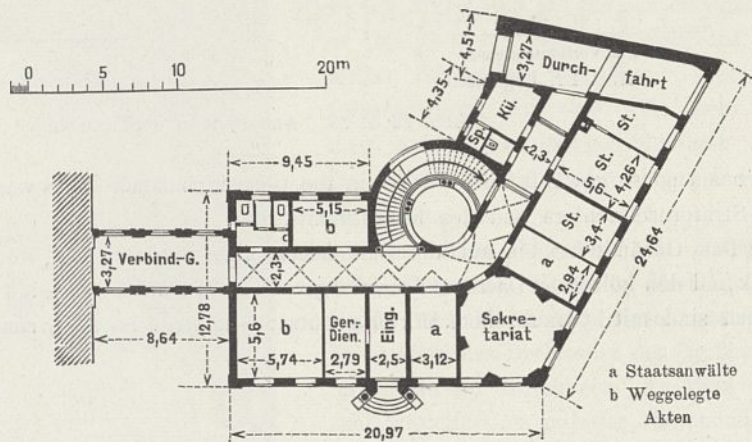 0 5 10 20m
4,51
3,27
Durch-
fahrt
4,35
Kü.
Sp.
St.
St.
2,3
5,6
4,26
St.
3,4
a
2,94
24,64
9,45
5,15
b
Verbind.-G.
3,27
2,3
12,78
8,64
5,6
b
5,74
Ger.-
Dien.
2,79
Eing.
2,5
a
3,12
Sekre-
tariat
20,97
a Staatsanwälte
b Weggelegte
Akten